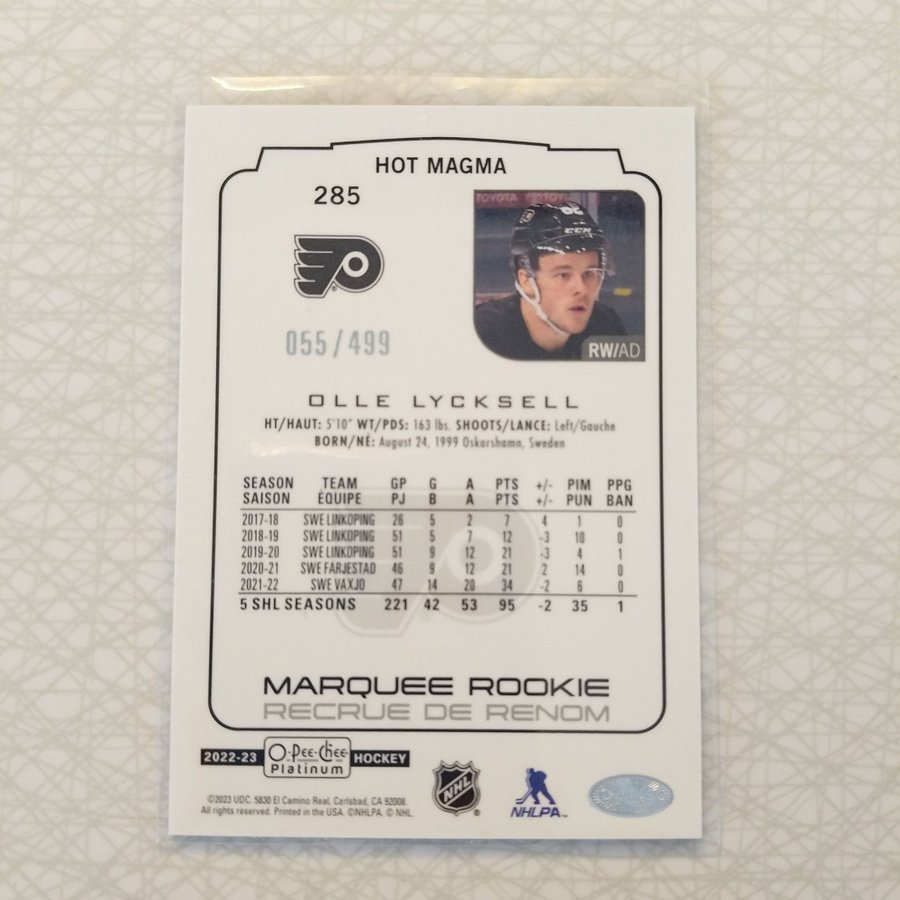 HOT MAGMA
285
TOYOTA
055/499
RW/AD
OLLE LYCKSELL
HT/HAUT: 5'10" WT/PDS: 163 lbs. SHOOTS/LANCE: Left/Gauche
BORN/NÉ: August 24, 1999 Oskarshamn, Sweden
SEASON TEAM GP G A PTS +/- PIM PPG
SAISON ÉQUIPE PJ B A PTS +/- PUN BAN
2017-18 SWE LINKOPING 26 5 2 7 4 1 0
2018-19 SWE LINKOPING 51 5 7 12 -3 10 0
2019-20 SWE LINKOPING 51 9 12 21 -3 4 1
2020-21 SWE FARJESTAD 46 9 12 21 2 14 0
2021-22 SWE VAXJO 47 14 20 34 -2 6 0
5 SHL SEASONS 221 42 53 95 -2 35 1
MARQUEE ROOKIE
RECRUE DE RENOM
2022-23 O-Pee-Chee Platinum HOCKEY
©2023 UDC. 5830 El Camino Real, Carlsbad, CA 92008.
All rights reserved. Printed in the USA. ©NHLPA. © NHL.
NHL
NHLPA